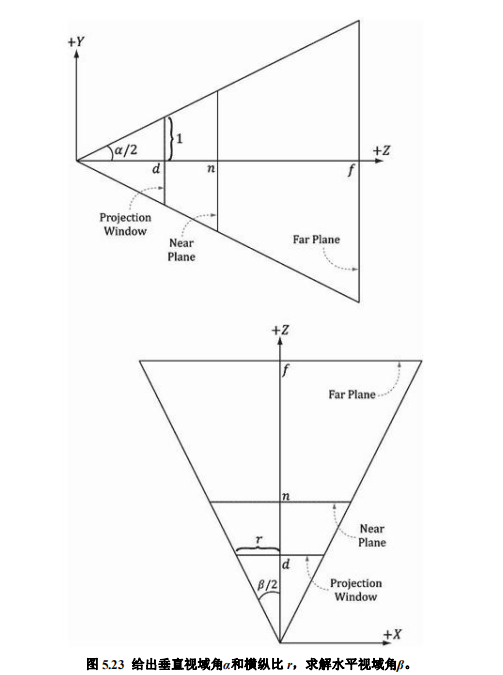 +Y
α/2
1
+Z
d
n
f
Projection
Window
Near
Plane
Far Plane
+Z
f
Far Plane
n
r
Near
Plane
d
β/2
Projection
Window
+X
图 5.23 给出垂直视域角α和横纵比 r，求解水平视域角β。